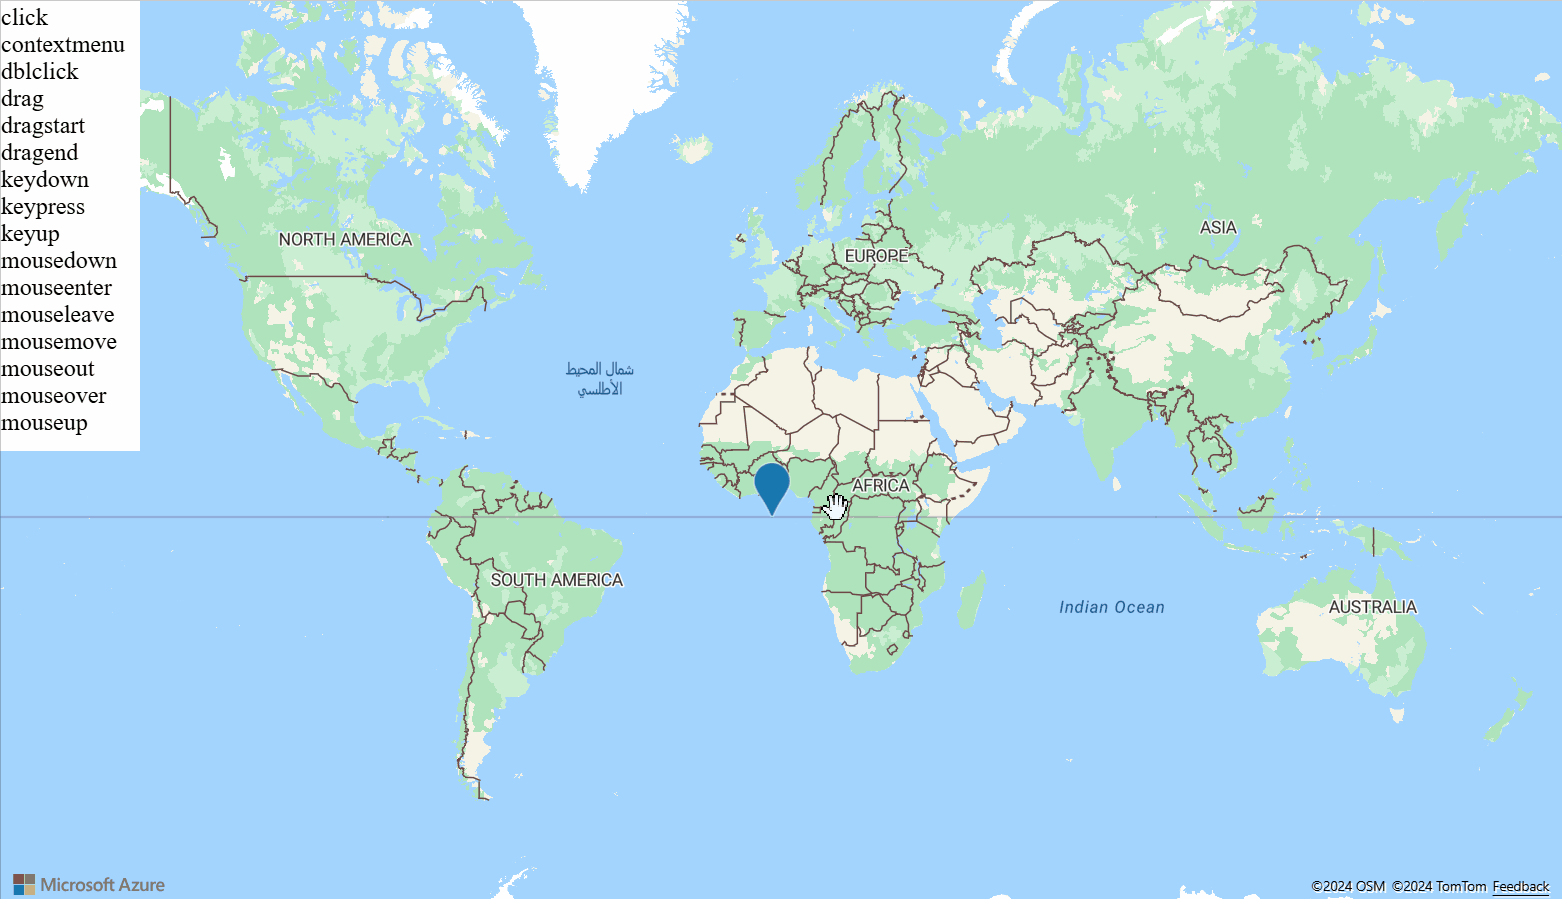 click
contextmenu
dblclick
drag
dragstart
dragend
keydown
keypress
keyup
mousedown
mouseenter
mouseleave
mousemove
mouseout
mouseover
mouseup
NORTH AMERICA
ASIA
EUROPE
شمال المحيط
الأطلسي
AFRICA
SOUTH AMERICA
Indian Ocean
AUSTRALIA
Microsoft Azure
©2024 OSM ©2024 TomTom Feedback